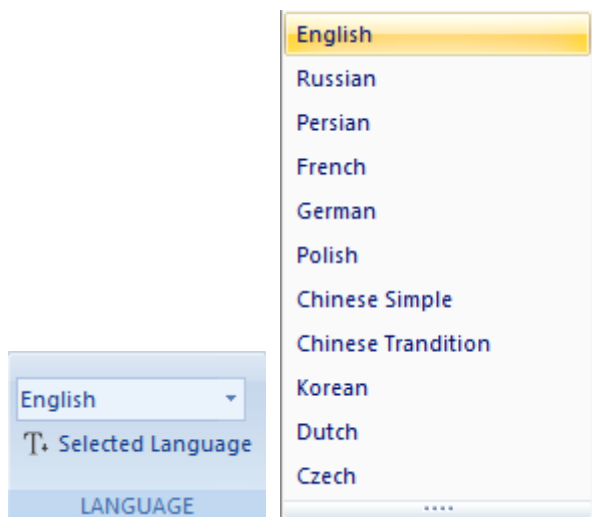 English
Selected Language
LANGUAGE
English
Russian
Persian
French
German
Polish
Chinese Simple
Chinese Trandition
Korean
Dutch
Czech